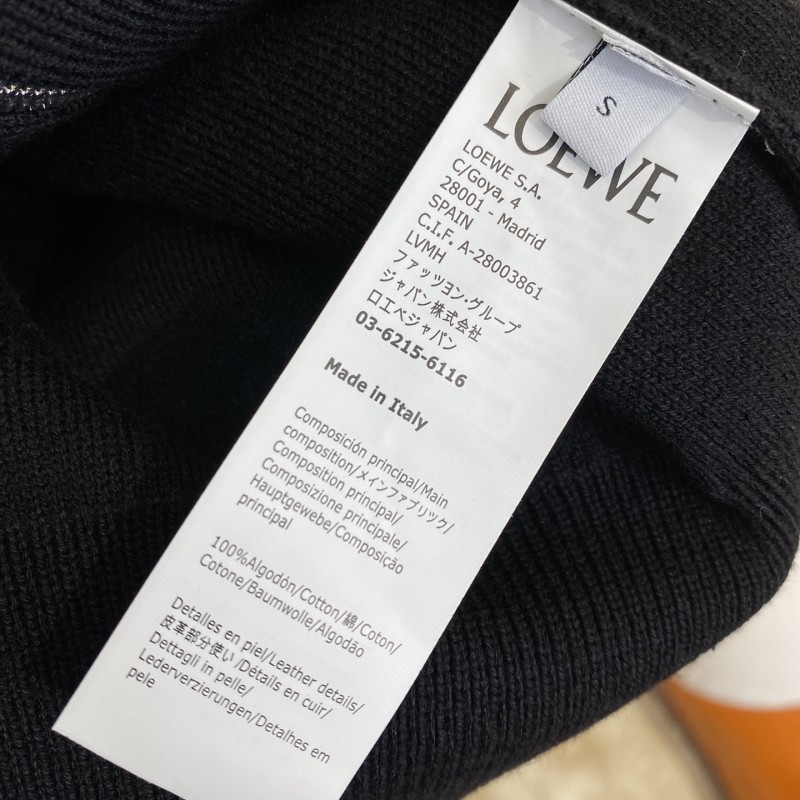 S
LOEWE
LOEWE S.A.
C/Goya, 4
28001 - Madrid
SPAIN
C.I.F. A-28003861
LVMH
ファッツヨン・グループ
ジャパン株式会社
ロエベジャパン
03-6215-6116
Made in Italy
Composición principal/Main
composition/メインファブリツク/
Composition principal/
Composizione principale/
Hauptgewebe/Composição
principal
100%Algodón/Cotton/綿/Coton/
Cotone/Baumwolle/Algodão
Detalles en piel/Leather details/
皮革部分使い/Détails en cuir/
Dettagli in pelle/
Lederverzierungen/Detalhes em
pele